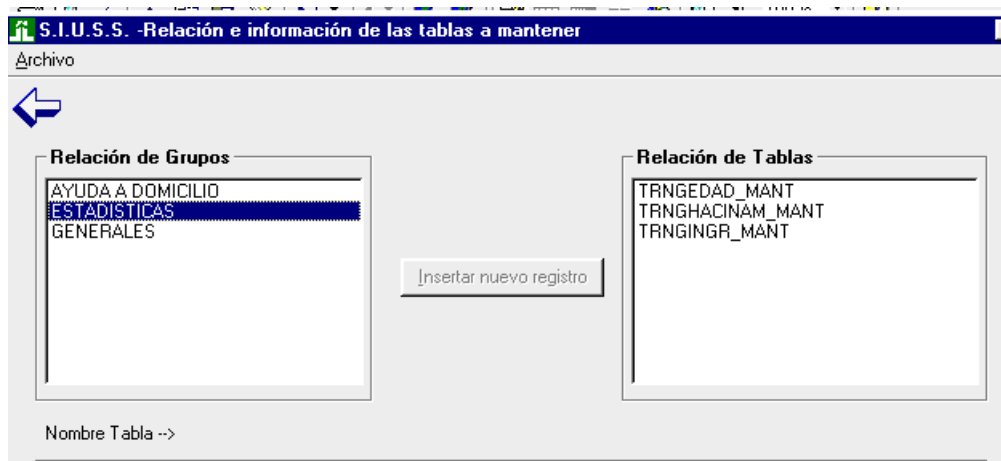 S.I.U.S.S. -Relación e información de las tablas a mantener
Archivo
Relación de Grupos
AYUDA A DOMICILIO
ESTADISTICAS
GENERALES
Insertar nuevo registro
Relación de Tablas
TRNGEDAD_MANT
TRNGHACINAM_MANT
TRNGINGR_MANT
Nombre Tabla -->